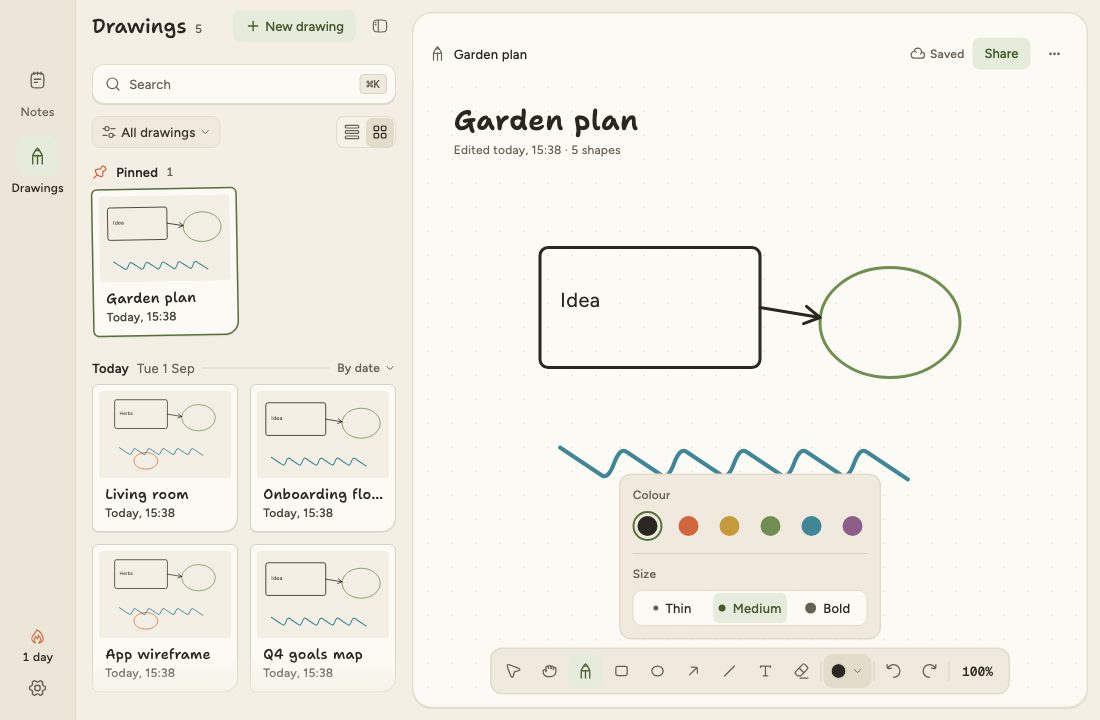 Notes
Drawings
1 day
Drawings 5
New drawing
Search
⌘K
All drawings
Pinned 1
Idea
Garden plan
Today, 15:38
Today Tue 1 Sep
By date
Herbs
Living room
Today, 15:38
Idea
Onboarding flo...
Today, 15:38
Herbs
App wireframe
Today, 15:38
Idea
Q4 goals map
Today, 15:38
Garden plan
Saved
Share
Garden plan
Edited today, 15:38 · 5 shapes
Idea
Colour
Size
Thin
Medium
Bold
T
100%